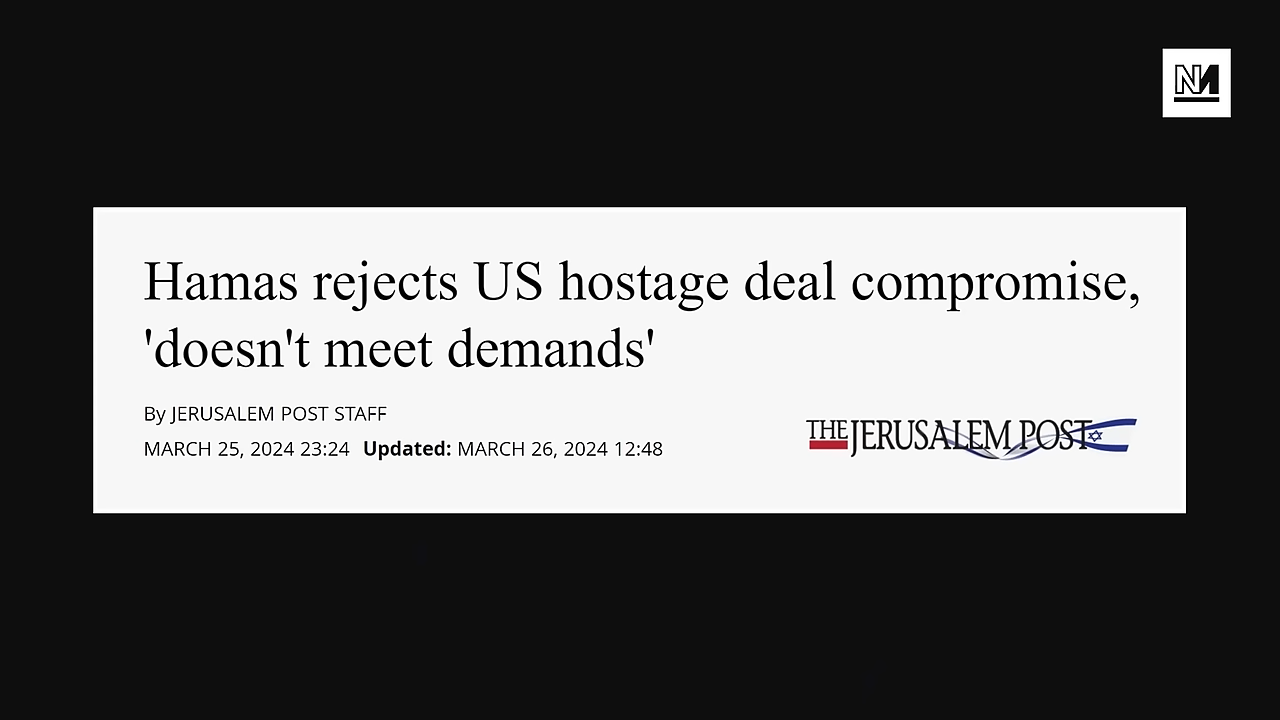 NM
Hamas rejects US hostage deal compromise,
'doesn't meet demands'
By JERUSALEM POST STAFF
MARCH 25, 2024 23:24 Updated: MARCH 26, 2024 12:48
THE JERUSALEM POST